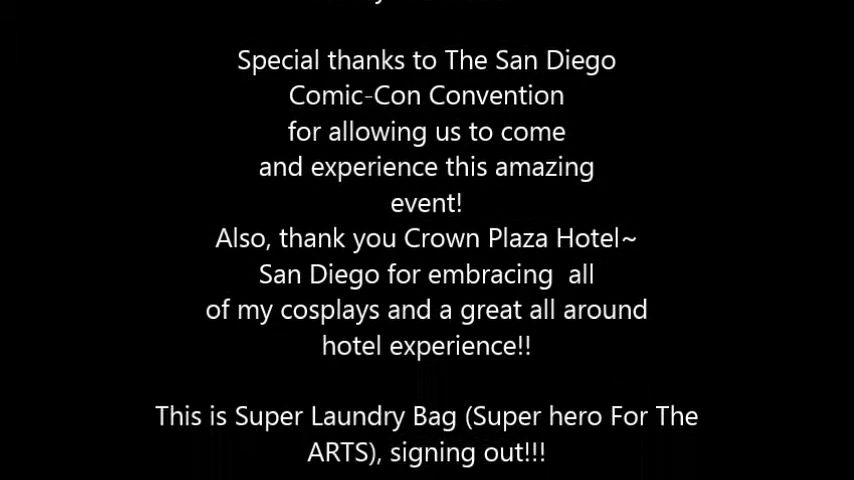 Special thanks to The San Diego
Comic-Con Convention
for allowing us to come
and experience this amazing
event!
Also, thank you Crown Plaza Hotel~
San Diego for embracing  all
of my cosplays and a great all around
hotel experience!!
This is Super Laundry Bag (Super hero For The
ARTS), signing out!!!